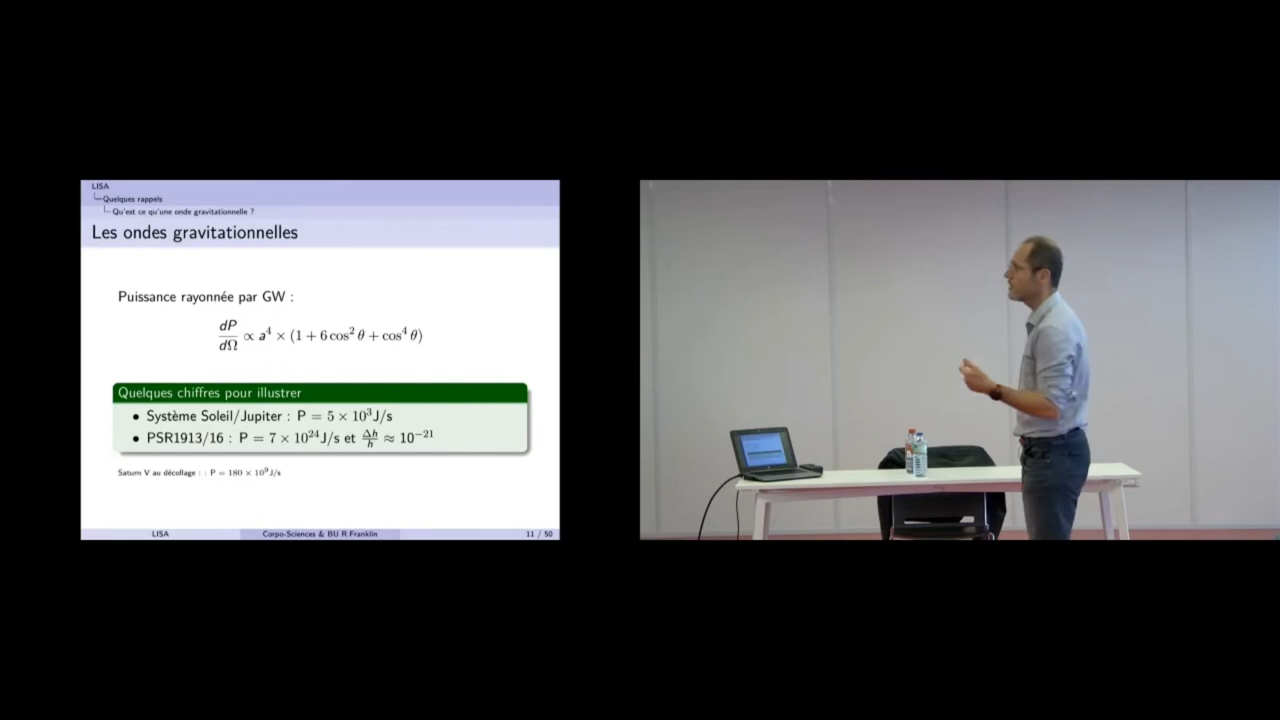 LISA
Quelques rappels
Qu'est ce qu'une onde gravitationnelle ?
Les ondes gravitationnelles
Puissance rayonnée par GW :
dP/dΩ ∝ a⁴ × (1 + 6 cos² θ + cos⁴ θ)
Quelques chiffres pour illustrer
• Système Soleil/Jupiter : P = 5 × 10³J/s
• PSR1913/16 : P = 7 × 10²⁴J/s et Δh/h ≈ 10⁻²¹
Saturn V au décollage : : P = 180 × 10⁹J/s
LISA Corpo-Sciences & BU R.Franklin 11 / 50